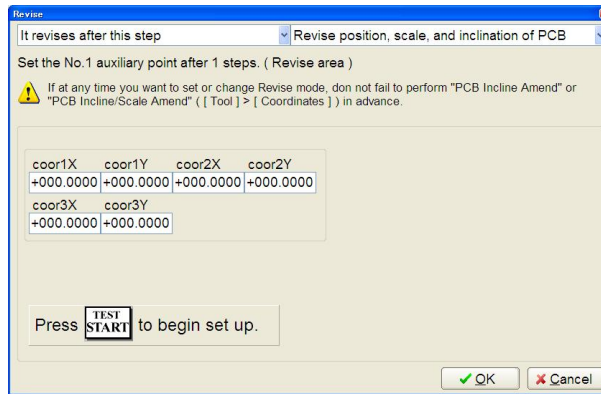 Revise
It revises after this step
Revise position, scale, and inclination of PCB
Set the No.1 auxiliary point after 1 steps. ( Revise area )
If at any time you want to set or change Revise mode, don not fail to perform "PCB Incline Amend" or
"PCB Incline/Scale Amend" ( [ Tool ] > [ Coordinates ] ) in advance.
coor1X coor1Y coor2X coor2Y
+000.0000 +000.0000 +000.0000 +000.0000
coor3X coor3Y
+000.0000 +000.0000
Press TEST START to begin set up.
OK Cancel